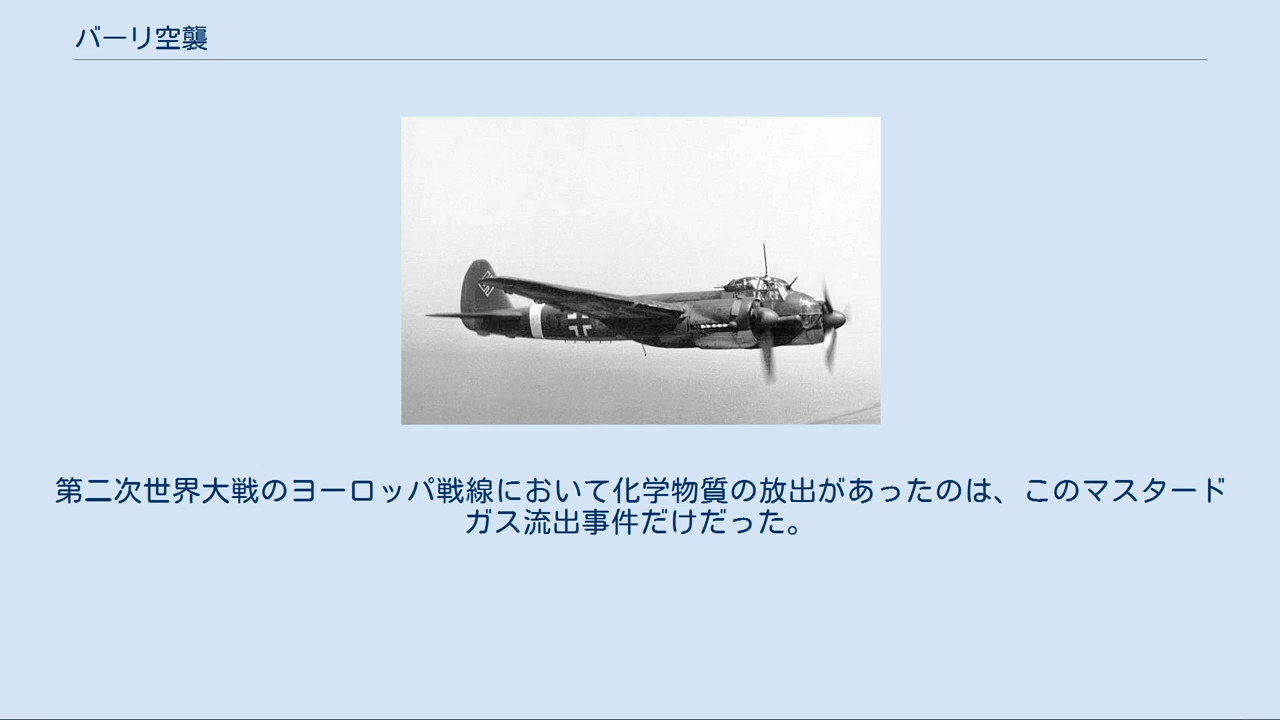 バーリ空襲
第二次世界大戦のヨーロッパ戦線において化学物質の放出があったのは、このマスタード
ガス流出事件だけだった。